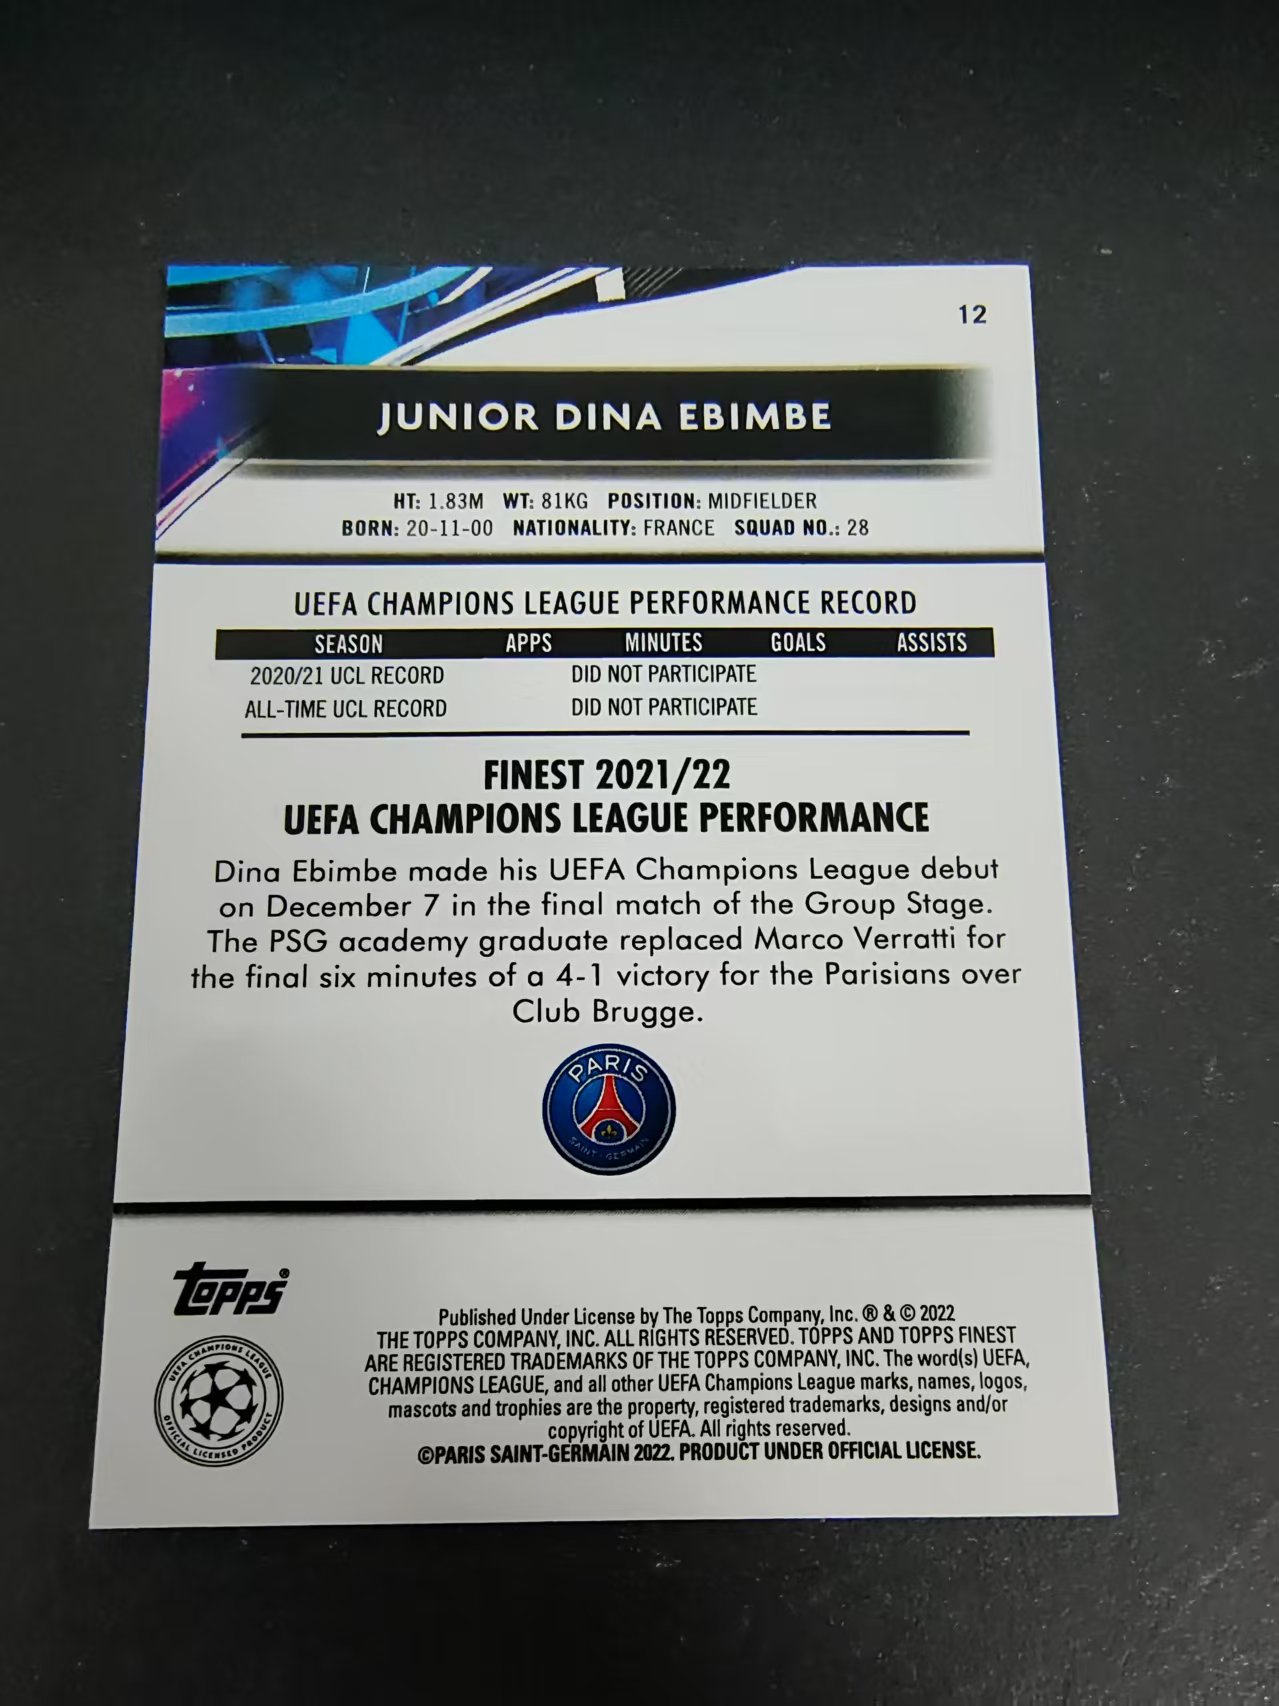 12
JUNIOR DINA EBIMBE
HT: 1.83M WT: 81KG POSITION: MIDFIELDER
BORN: 20-11-00 NATIONALITY: FRANCE SQUAD NO.: 28
UEFA CHAMPIONS LEAGUE PERFORMANCE RECORD
SEASON APPS MINUTES GOALS ASSISTS
2020/21 UCL RECORD DID NOT PARTICIPATE
ALL-TIME UCL RECORD DID NOT PARTICIPATE
FINEST 2021/22
UEFA CHAMPIONS LEAGUE PERFORMANCE
Dina Ebimbe made his UEFA Champions League debut
on December 7 in the final match of the Group Stage.
The PSG academy graduate replaced Marco Verratti for
the final six minutes of a 4-1 victory for the Parisians over
Club Brugge.
PARIS
SAINT-GERMAIN
Topps®
UEFA CHAMPIONS LEAGUE
OFFICIAL LICENSED PRODUCT
Published Under License by The Topps Company, Inc. ® & © 2022
THE TOPPS COMPANY, INC. ALL RIGHTS RESERVED. TOPPS AND TOPPS FINEST
ARE REGISTERED TRADEMARKS OF THE TOPPS COMPANY, INC. The word(s) UEFA,
CHAMPIONS LEAGUE, and all other UEFA Champions League marks, names, logos,
mascots and trophies are the property, registered trademarks, designs and/or
copyright of UEFA. All rights reserved.
©PARIS SAINT-GERMAIN 2022. PRODUCT UNDER OFFICIAL LICENSE.